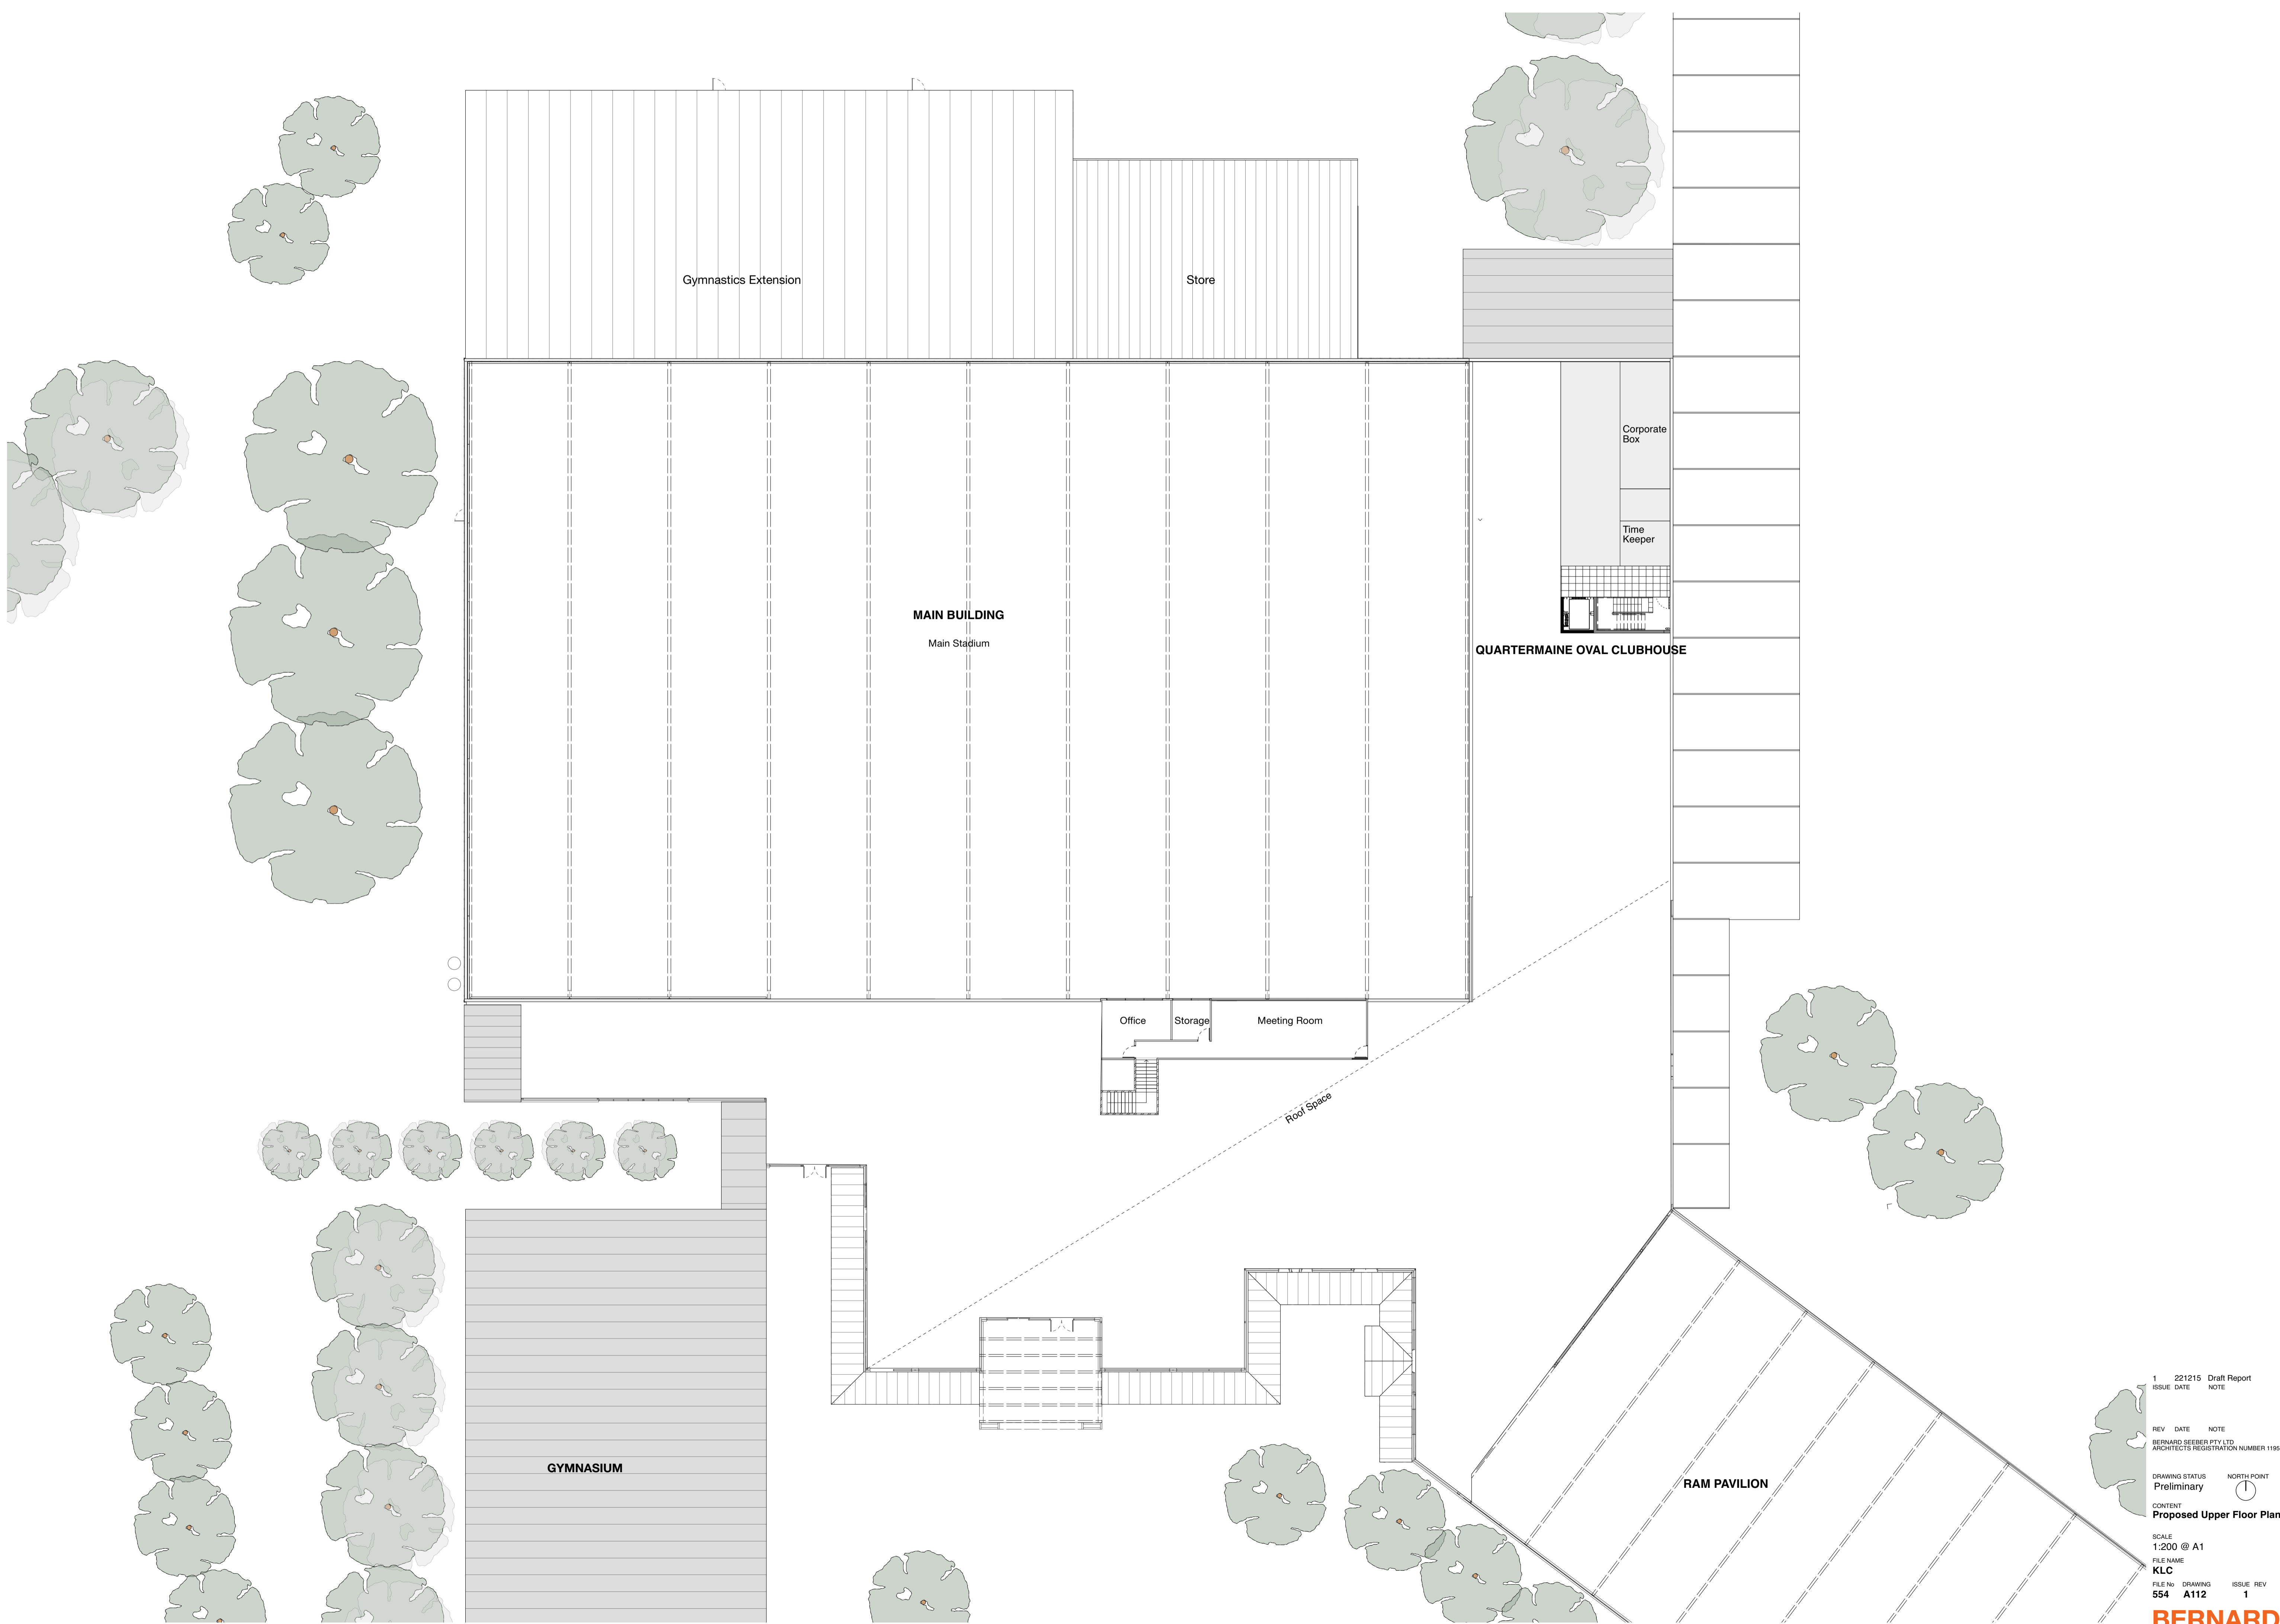 Gymnastics Extension
Store
Corporate
Box
Time
Keeper
MAIN BUILDING
Main Stadium
QUARTERMAINE OVAL CLUBHOUSE
Office
Storage
Meeting Room
Roof Space
GYMNASIUM
RAM PAVILION
1 221215 Draft Report
ISSUE DATE NOTE
REV DATE NOTE
BERNARD SEEBER PTY LTD
ARCHITECTS REGISTRATION NUMBER 1195
DRAWING STATUS NORTH POINT
Preliminary
CONTENT
Proposed Upper Floor Plan
SCALE
1:200 @ A1
FILE NAME
KLC
FILE No DRAWING ISSUE REV
554 A112 1
BERNARD